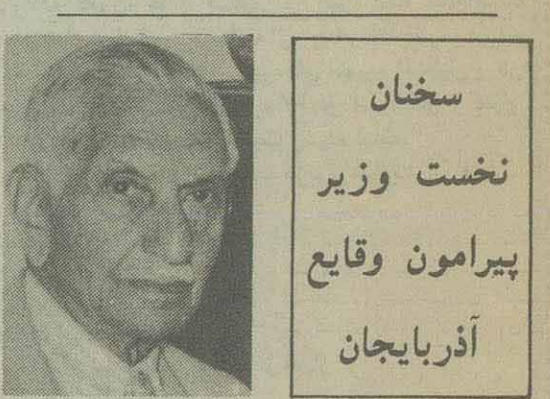 سخنان
نخست وزیر
پیرامون وقایع
آذربایجان